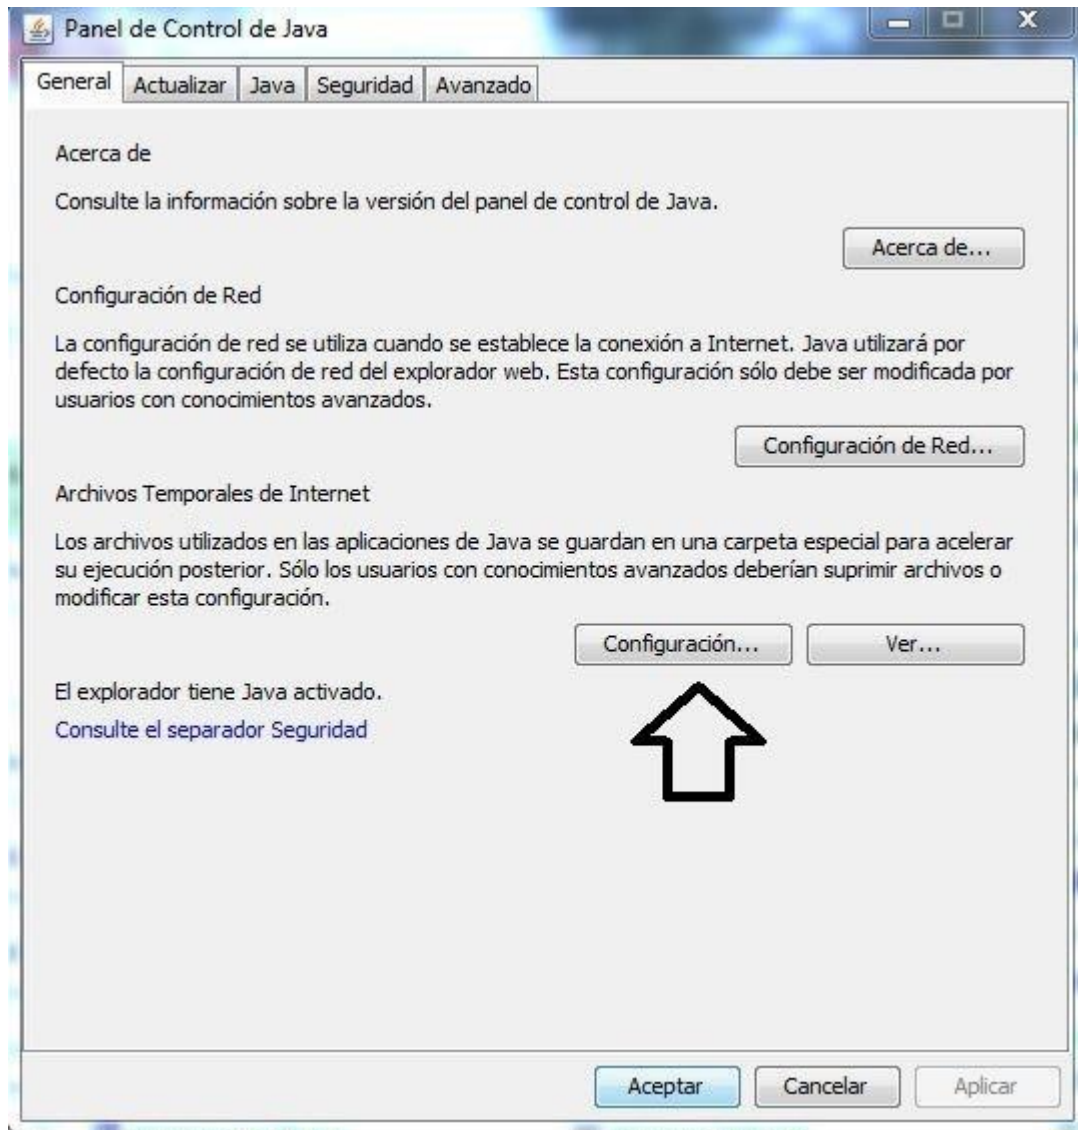 Panel de Control de Java
General
Actualizar
Java
Seguridad
Avanzado
Acerca de
Consulte la información sobre la versión del panel de control de Java.
Acerca de...
Configuración de Red
La configuración de red se utiliza cuando se establece la conexión a Internet. Java utilizará por
defecto la configuración de red del explorador web. Esta configuración sólo debe ser modificada por
usuarios con conocimientos avanzados.
Configuración de Red...
Archivos Temporales de Internet
Los archivos utilizados en las aplicaciones de Java se guardan en una carpeta especial para acelerar
su ejecución posterior. Sólo los usuarios con conocimientos avanzados deberían suprimir archivos o
modificar esta configuración.
Configuración...
Ver...
El explorador tiene Java activado.
Consulte el separador Seguridad
Aceptar
Cancelar
Aplicar